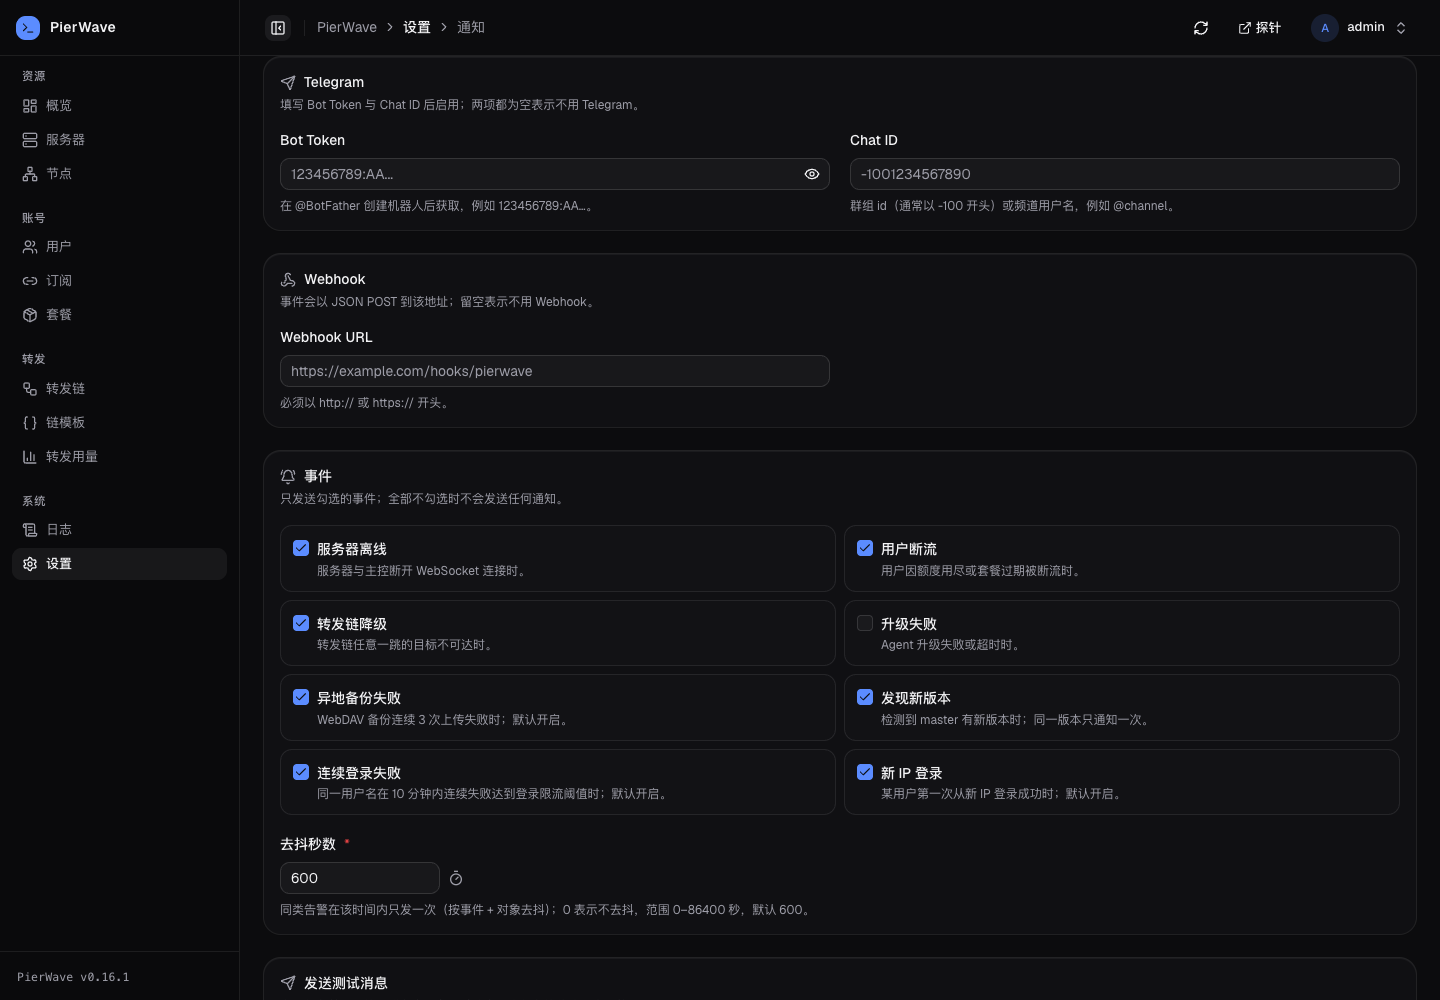 PierWave
PierWave
设置
通知
探针
A
admin
资源
概览
服务器
节点
账号
用户
订阅
套餐
转发
转发链
链模板
转发用量
系统
日志
设置
PierWave v0.16.1
Telegram
填写 Bot Token 与 Chat ID 后启用；两项都为空表示不用 Telegram。
Bot Token
Chat ID
123456789:AA...
-1001234567890
在 @BotFather 创建机器人后获取，例如 123456789:AA...。
群组 id（通常以 -100 开头）或频道用户名，例如 @channel。
Webhook
事件会以 JSON POST 到该地址；留空表示不用 Webhook。
Webhook URL
https://example.com/hooks/pierwave
必须以 http:// 或 https:// 开头。
事件
只发送勾选的事件；全部不勾选时不会发送任何通知。
服务器离线
服务器与主控断开 WebSocket 连接时。
用户断流
用户因额度用尽或套餐过期被断流时。
转发链降级
转发链任意一跳的目标不可达时。
升级失败
Agent 升级失败或超时时。
异地备份失败
WebDAV 备份连续 3 次上传失败时；默认开启。
发现新版本
检测到 master 有新版本时；同一版本只通知一次。
连续登录失败
同一用户名在 10 分钟内连续失败达到登录限流阈值时；默认开启。
新 IP 登录
某用户第一次从新 IP 登录成功时；默认开启。
去抖秒数 *
600
同类告警在该时间内只发一次（按事件 + 对象去抖）；0 表示不去抖，范围 0–86400 秒，默认 600。
发送测试消息